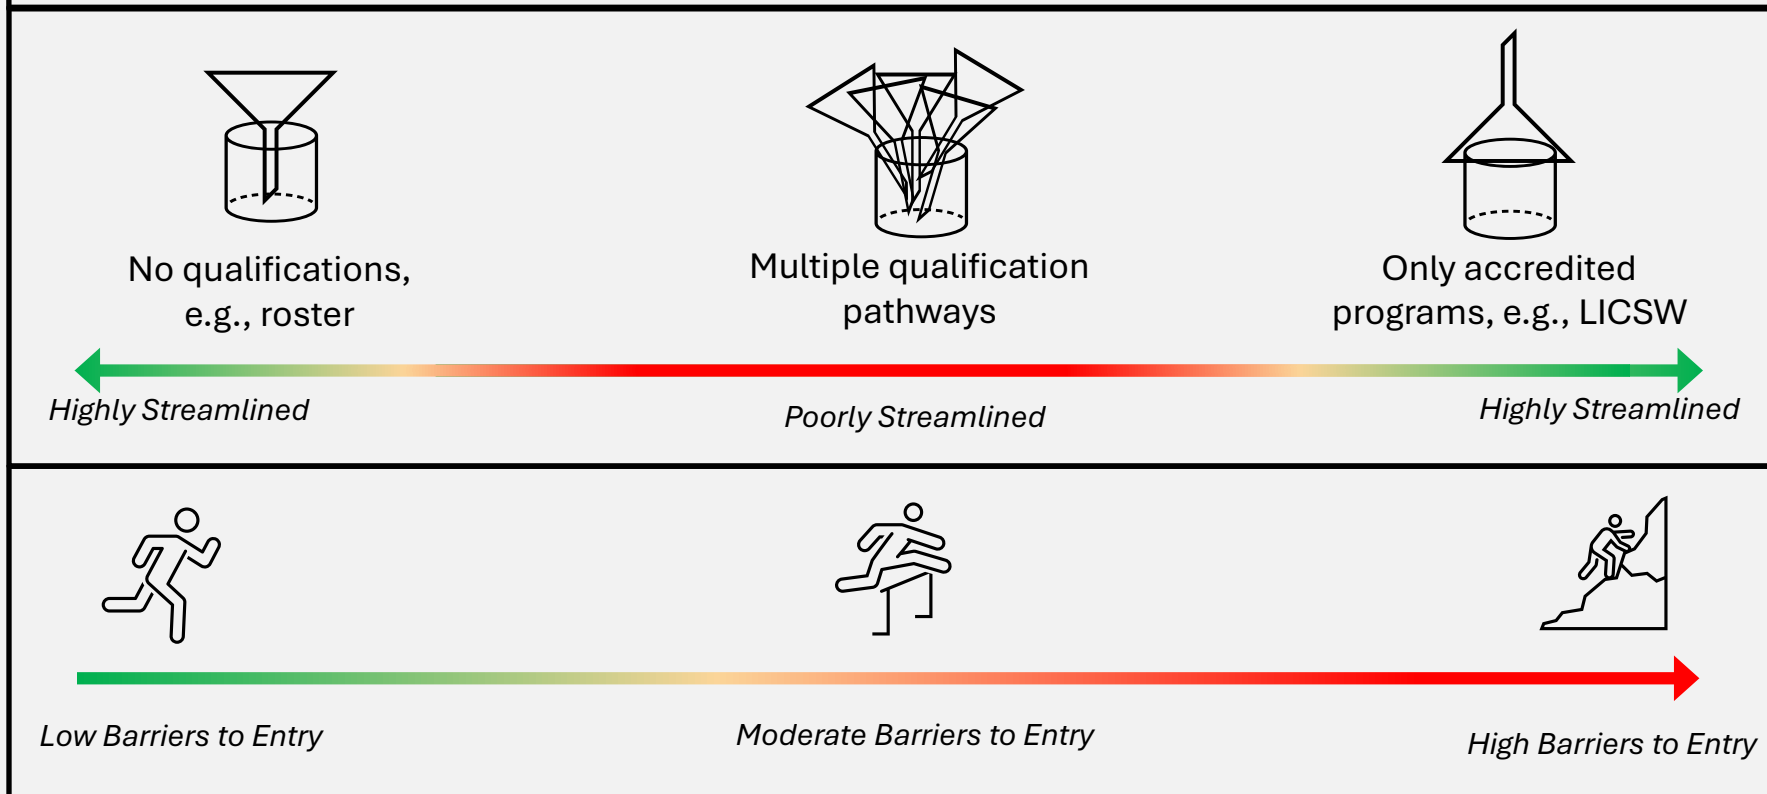 No qualifications,
e.g., roster
Multiple qualification
pathways
Only accredited
programs, e.g., LICSW
Highly Streamlined
Poorly Streamlined
Highly Streamlined
Low Barriers to Entry
Moderate Barriers to Entry
High Barriers to Entry